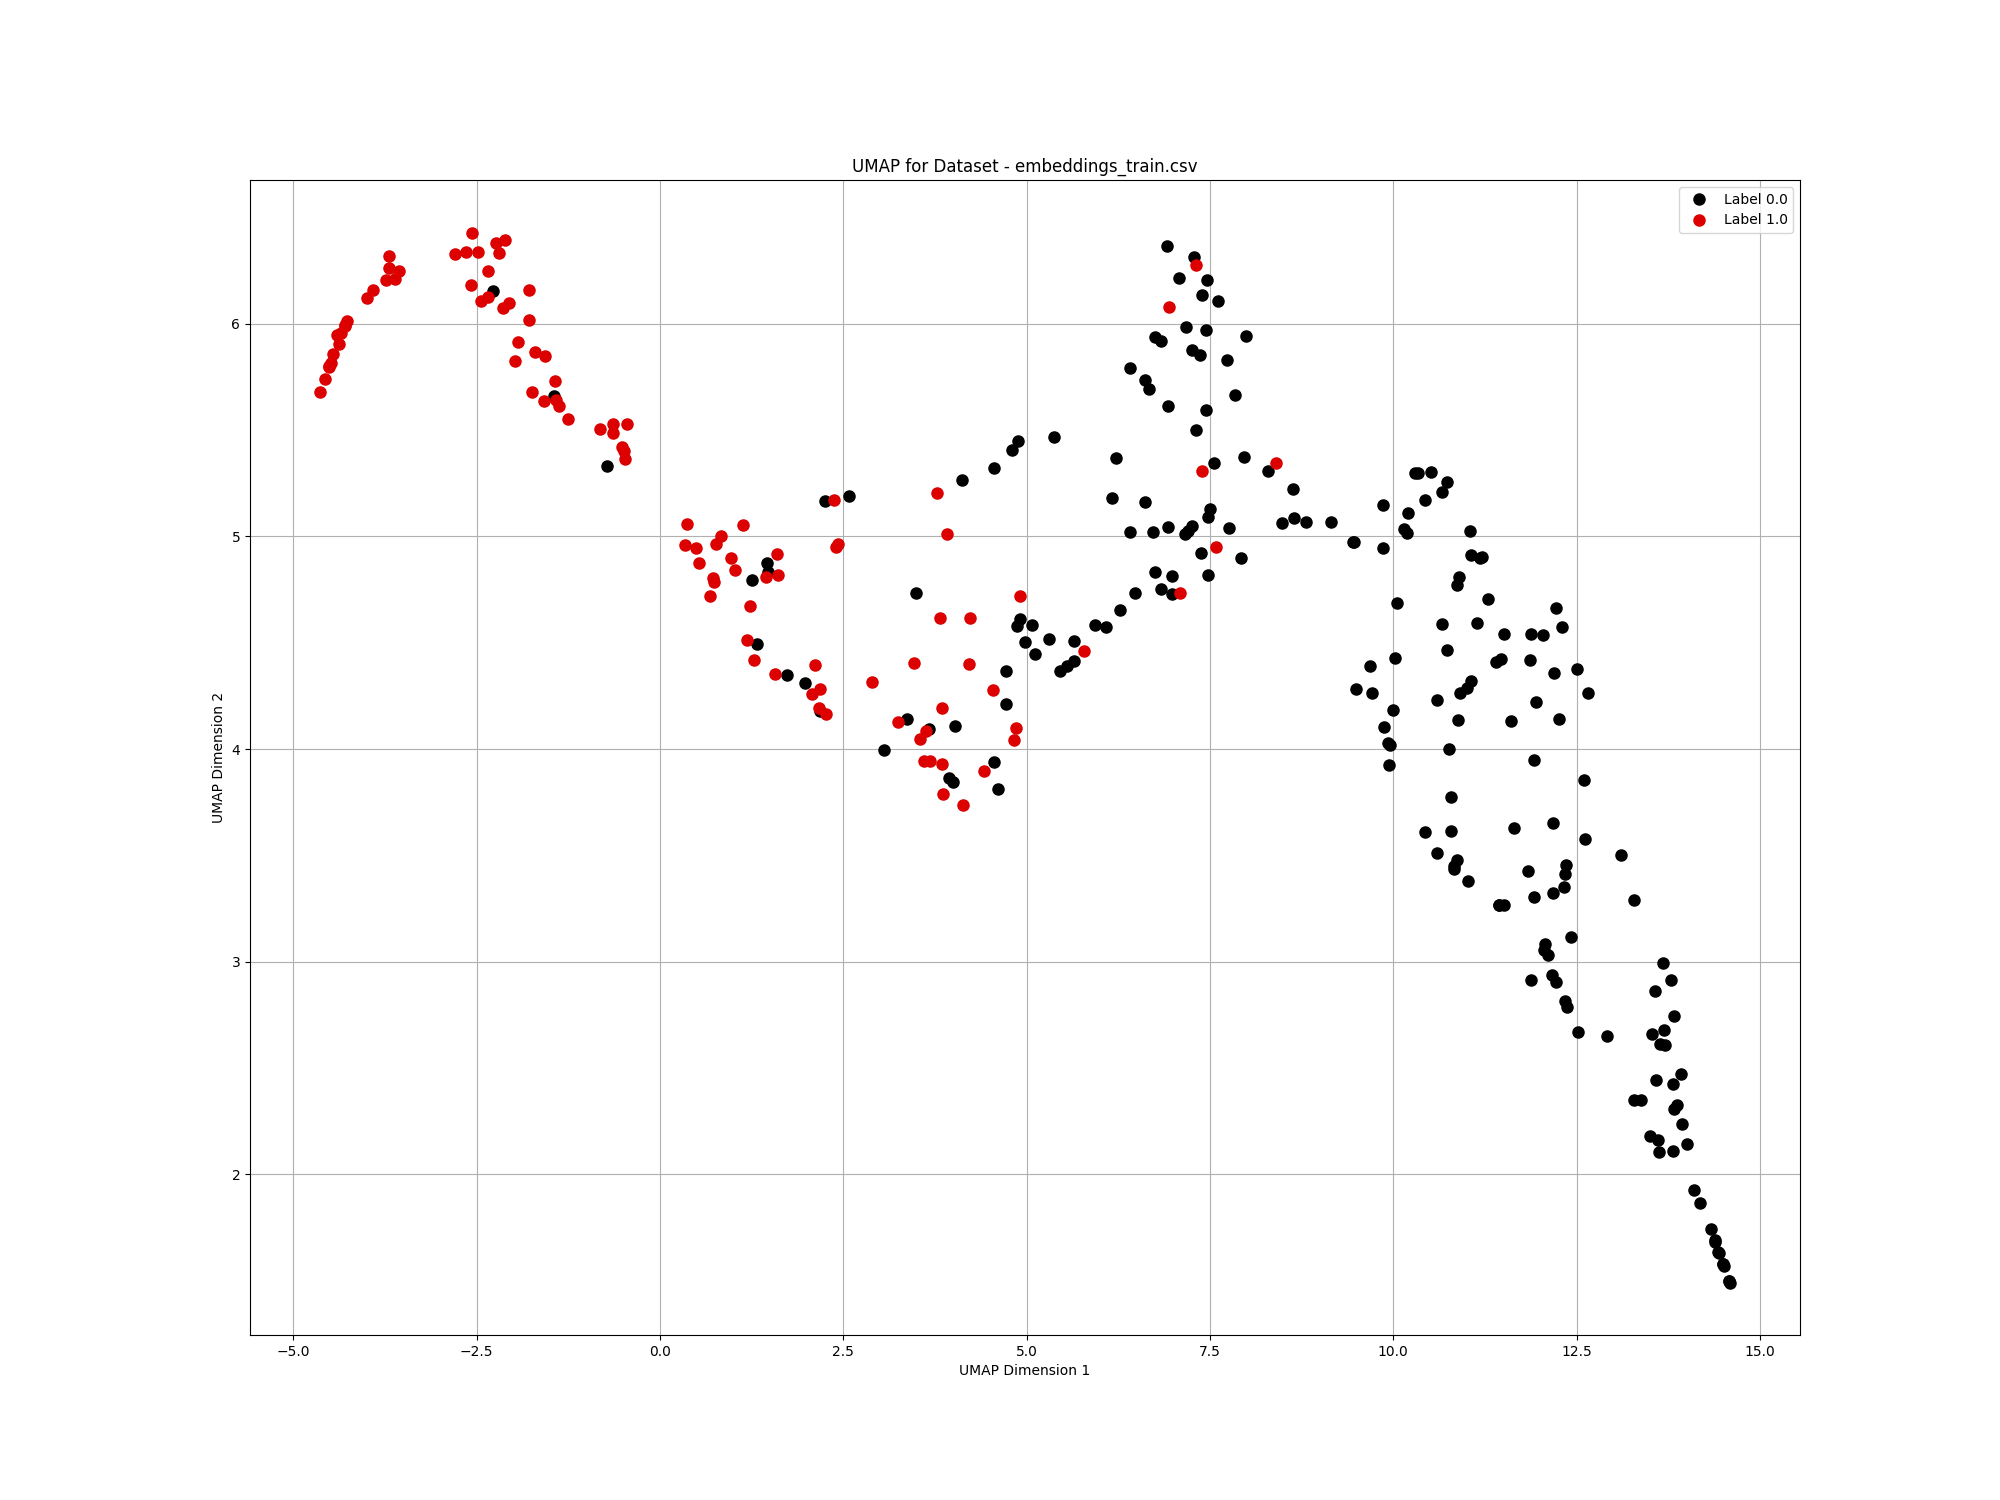 UMAP for Dataset - embeddings_train.csv
Label 0.0
Label 1.0
UMAP Dimension 2
6
5
4
3
2
−5.0 −2.5 0.0 2.5 5.0 7.5 10.0 12.5 15.0
UMAP Dimension 1